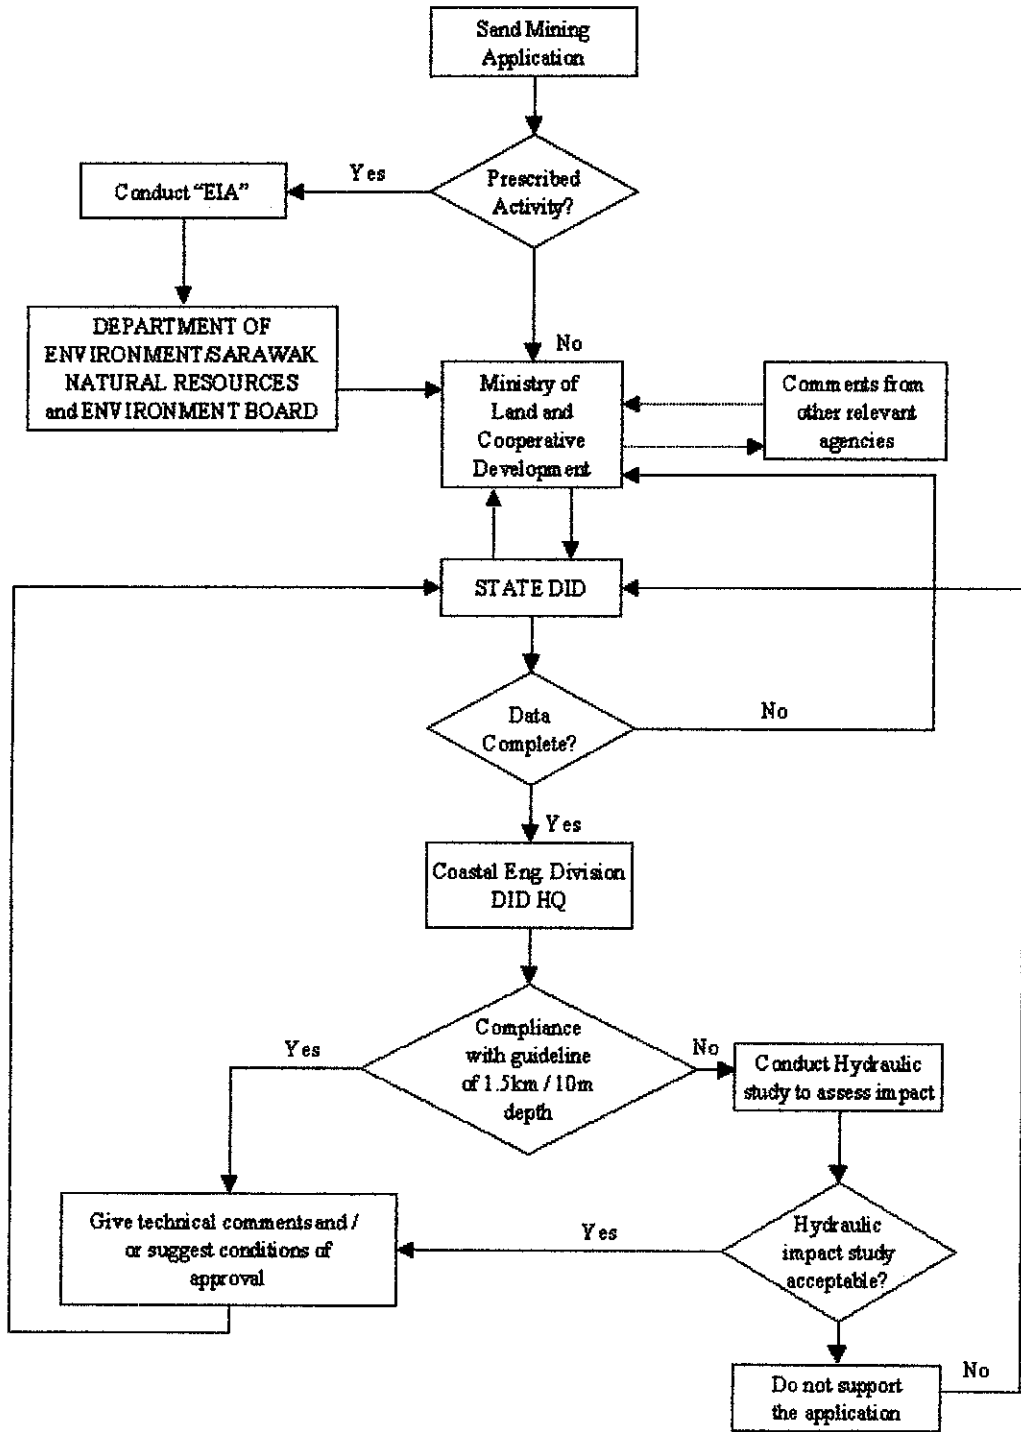 Sand Mining
Application
Yes
Prescribed
Activity?
Conduct “EIA”
No
DEPARTMENT OF
ENVIRONMENT/SARAWAK
NATURAL RESOURCES
and ENVIRONMENT BOARD
Ministry of
Land and
Cooperative
Development
Comments from
other relevant
agencies
STATE DID
Data
Complete?
No
Yes
Coastal Eng. Division
DID HQ
Yes
Compliance
with guideline
of 1.5km / 10m
depth
No
Conduct Hydraulic
study to assess impact
Give technical comments and /
or suggest conditions of
approval
Yes
Hydraulic
impact study
acceptable?
No
Do not support
the application